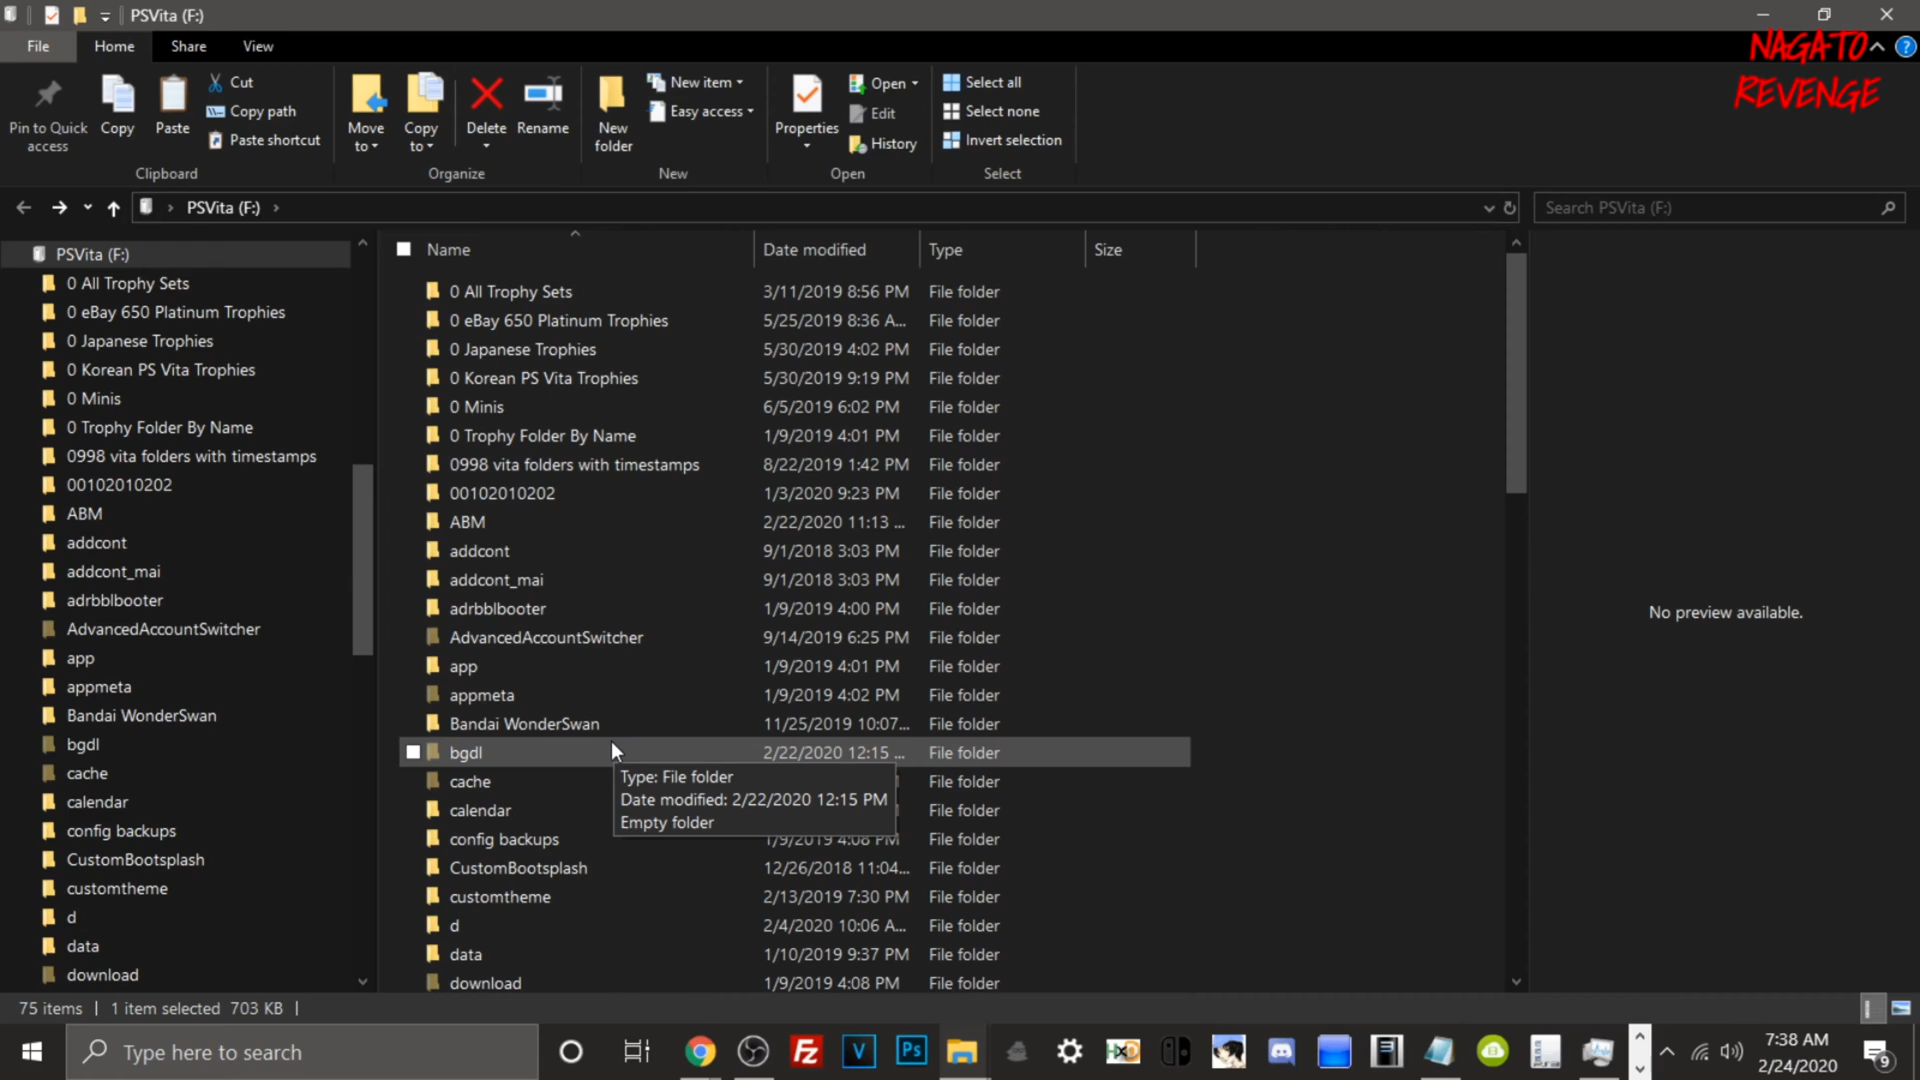 PSVita (F:)
File Home Share View
NAGATO
REVENGE
Pin to Quick access
Copy
Paste
Cut
Copy path
Paste shortcut
Clipboard
Move to
Copy to
Delete
Rename
Organize
New folder
New item
Easy access
New
Properties
Open
Edit
History
Open
Select all
Select none
Invert selection
Select
PSVita (F:)
Search PSVita (F:)
PSVita (F:)
0 All Trophy Sets
0 eBay 650 Platinum Trophies
0 Japanese Trophies
0 Korean PS Vita Trophies
0 Minis
0 Trophy Folder By Name
0998 vita folders with timestamps
00102010202
ABM
addcont
addcont_mai
adrbblbooter
AdvancedAccountSwitcher
app
appmeta
Bandai WonderSwan
bgdl
cache
calendar
config backups
CustomBootsplash
customtheme
d
data
download
Name Date modified Type Size
0 All Trophy Sets 3/11/2019 8:56 PM File folder
0 eBay 650 Platinum Trophies 5/25/2019 8:36 A... File folder
0 Japanese Trophies 5/30/2019 4:02 PM File folder
0 Korean PS Vita Trophies 5/30/2019 9:19 PM File folder
0 Minis 6/5/2019 6:02 PM File folder
0 Trophy Folder By Name 1/9/2019 4:01 PM File folder
0998 vita folders with timestamps 8/22/2019 1:42 PM File folder
00102010202 1/3/2020 9:23 PM File folder
ABM 2/22/2020 11:13 ... File folder
addcont 9/1/2018 3:03 PM File folder
addcont_mai 9/1/2018 3:03 PM File folder
adrbblbooter 1/9/2019 4:00 PM File folder
AdvancedAccountSwitcher 9/14/2019 6:25 PM File folder
app 1/9/2019 4:01 PM File folder
appmeta 1/9/2019 4:02 PM File folder
Bandai WonderSwan 11/25/2019 10:07... File folder
bgdl 2/22/2020 12:15 ... File folder
cache File folder
calendar File folder
config backups 1/9/2019 4:08 PM File folder
CustomBootsplash 12/26/2018 11:04... File folder
customtheme 2/13/2019 7:30 PM File folder
d 2/4/2020 10:06 A... File folder
data 1/10/2019 9:37 PM File folder
download 1/9/2019 4:08 PM File folder
Type: File folder
Date modified: 2/22/2020 12:15 PM
Empty folder
No preview available.
75 items 1 item selected 703 KB
Type here to search
Fz
V
Ps
HxD
7:38 AM
2/24/2020
9